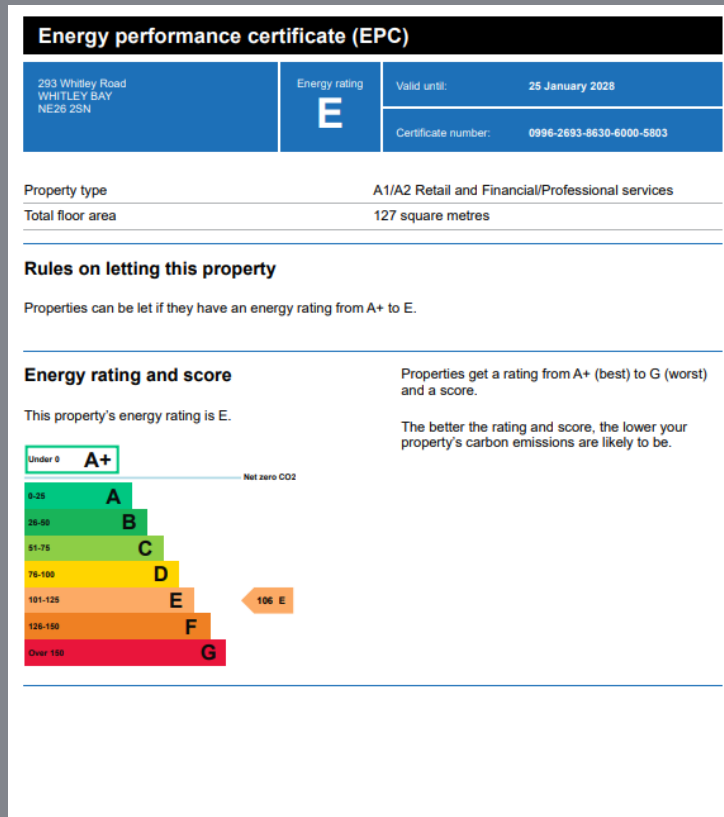 Energy performance certificate (EPC)
293 Whitley Road
WHITLEY BAY
NE26 2SN
Energy rating
E
Valid until: 25 January 2028
Certificate number: 0996-2693-8630-6000-5803
Property type A1/A2 Retail and Financial/Professional services
Total floor area 127 square metres
Rules on letting this property
Properties can be let if they have an energy rating from A+ to E.
Energy rating and score
This property's energy rating is E.
Properties get a rating from A+ (best) to G (worst)
and a score.
The better the rating and score, the lower your
property's carbon emissions are likely to be.
Under 0 A+
Net zero CO2
0-25 A
26-50 B
51-75 C
76-100 D
101-125 E
106 E
126-150 F
Over 150 G